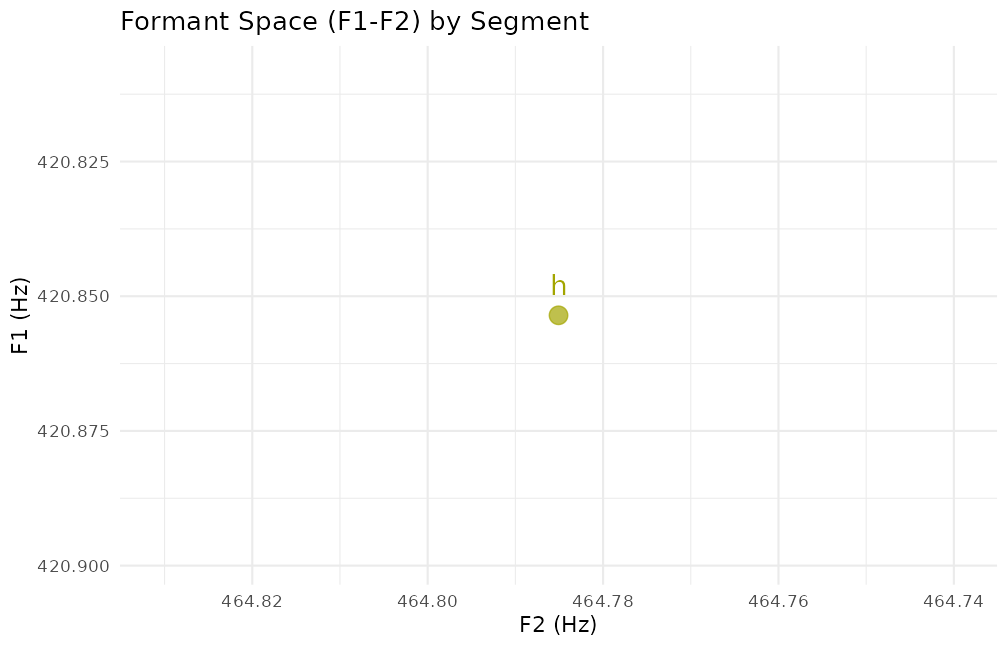 Formant Space (F1-F2) by Segment
420.825
h
420.850
F1 (Hz)
420.875
420.900
464.82 464.80 464.78 464.76 464.74
F2 (Hz)